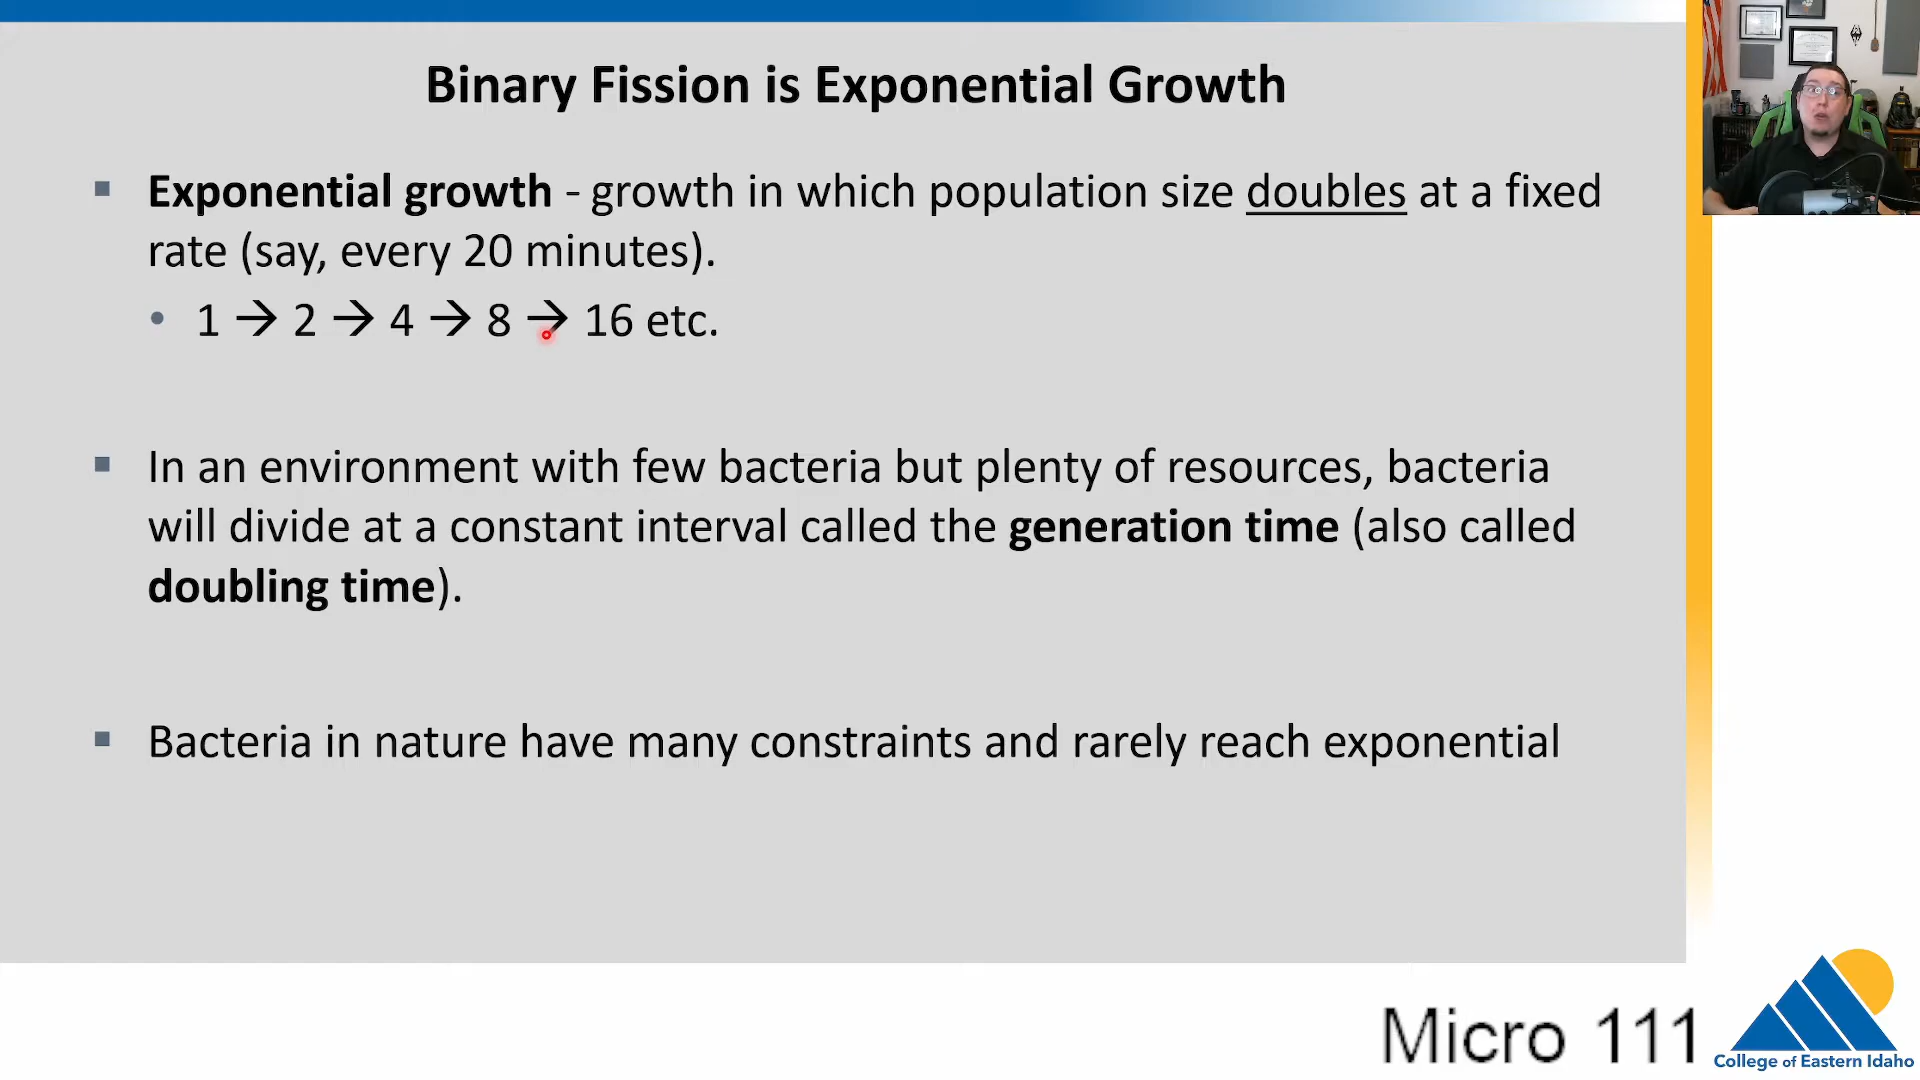 Binary Fission is Exponential Growth
▪ Exponential growth - growth in which population size doubles at a fixed
rate (say, every 20 minutes).
• 1 → 2 → 4 → 8 → 16 etc.
▪ In an environment with few bacteria but plenty of resources, bacteria
will divide at a constant interval called the generation time (also called
doubling time).
▪ Bacteria in nature have many constraints and rarely reach exponential
Micro 111
College of Eastern Idaho